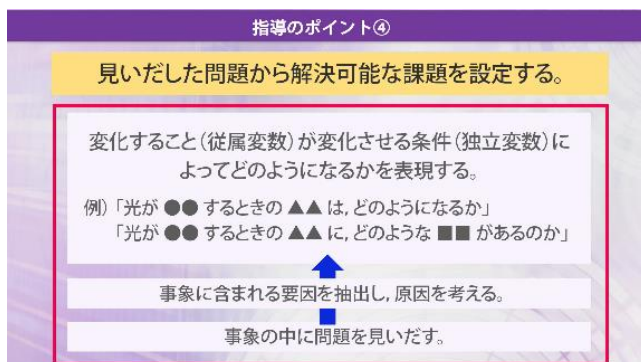 指導のポイント④
見いだした問題から解決可能な課題を設定する。
変化すること(従属変数)が変化させる条件(独立変数)に
よってどのようになるかを表現する。
例)「光が ●● するときの ▲▲ は,どのようになるか」
「光が ●● するときの ▲▲ に,どのような ■■ があるのか」
事象に含まれる要因を抽出し,原因を考える。
事象の中に問題を見いだす。